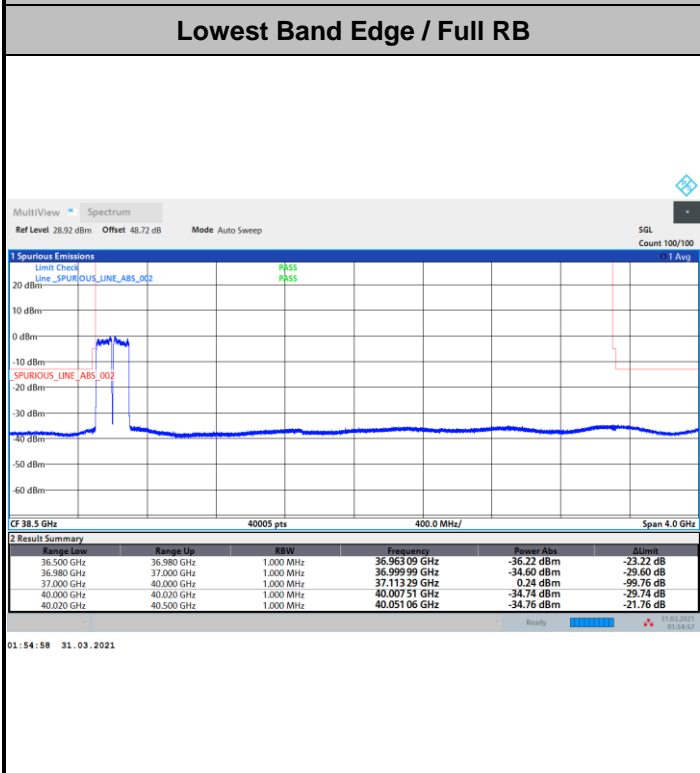 Lowest Band Edge / Full RB
MultiView Spectrum
Ref Level 28.92 dBm Offset 48.72 dB Mode Auto Sweep SGL
Count 100/100
1 Spurious Emissions 1 Avg
Limit Check PASS
Line _SPURIOUS_LINE_ABS_002 PASS
20 dBm
10 dBm
0 dBm
-10 dBm
_SPURIOUS_LINE_ABS_002
-20 dBm
-30 dBm
-40 dBm
-50 dBm
-60 dBm
CF 38.5 GHz 40005 pts 400.0 MHz/ Span 4.0 GHz
2 Result Summary
Range Low Range Up RBW Frequency Power Abs ΔLimit
36.500 GHz 36.980 GHz 1.000 MHz 36.963 09 GHz -36.22 dBm -23.22 dB
36.980 GHz 37.000 GHz 1.000 MHz 36.999 99 GHz -34.60 dBm -29.60 dB
37.000 GHz 40.000 GHz 1.000 MHz 37.113 29 GHz 0.24 dBm -99.76 dB
40.000 GHz 40.020 GHz 1.000 MHz 40.007 51 GHz -34.74 dBm -29.74 dB
40.020 GHz 40.500 GHz 1.000 MHz 40.051 06 GHz -34.76 dBm -21.76 dB
Ready 31.03.2021
01:54:57
01:54:58 31.03.2021